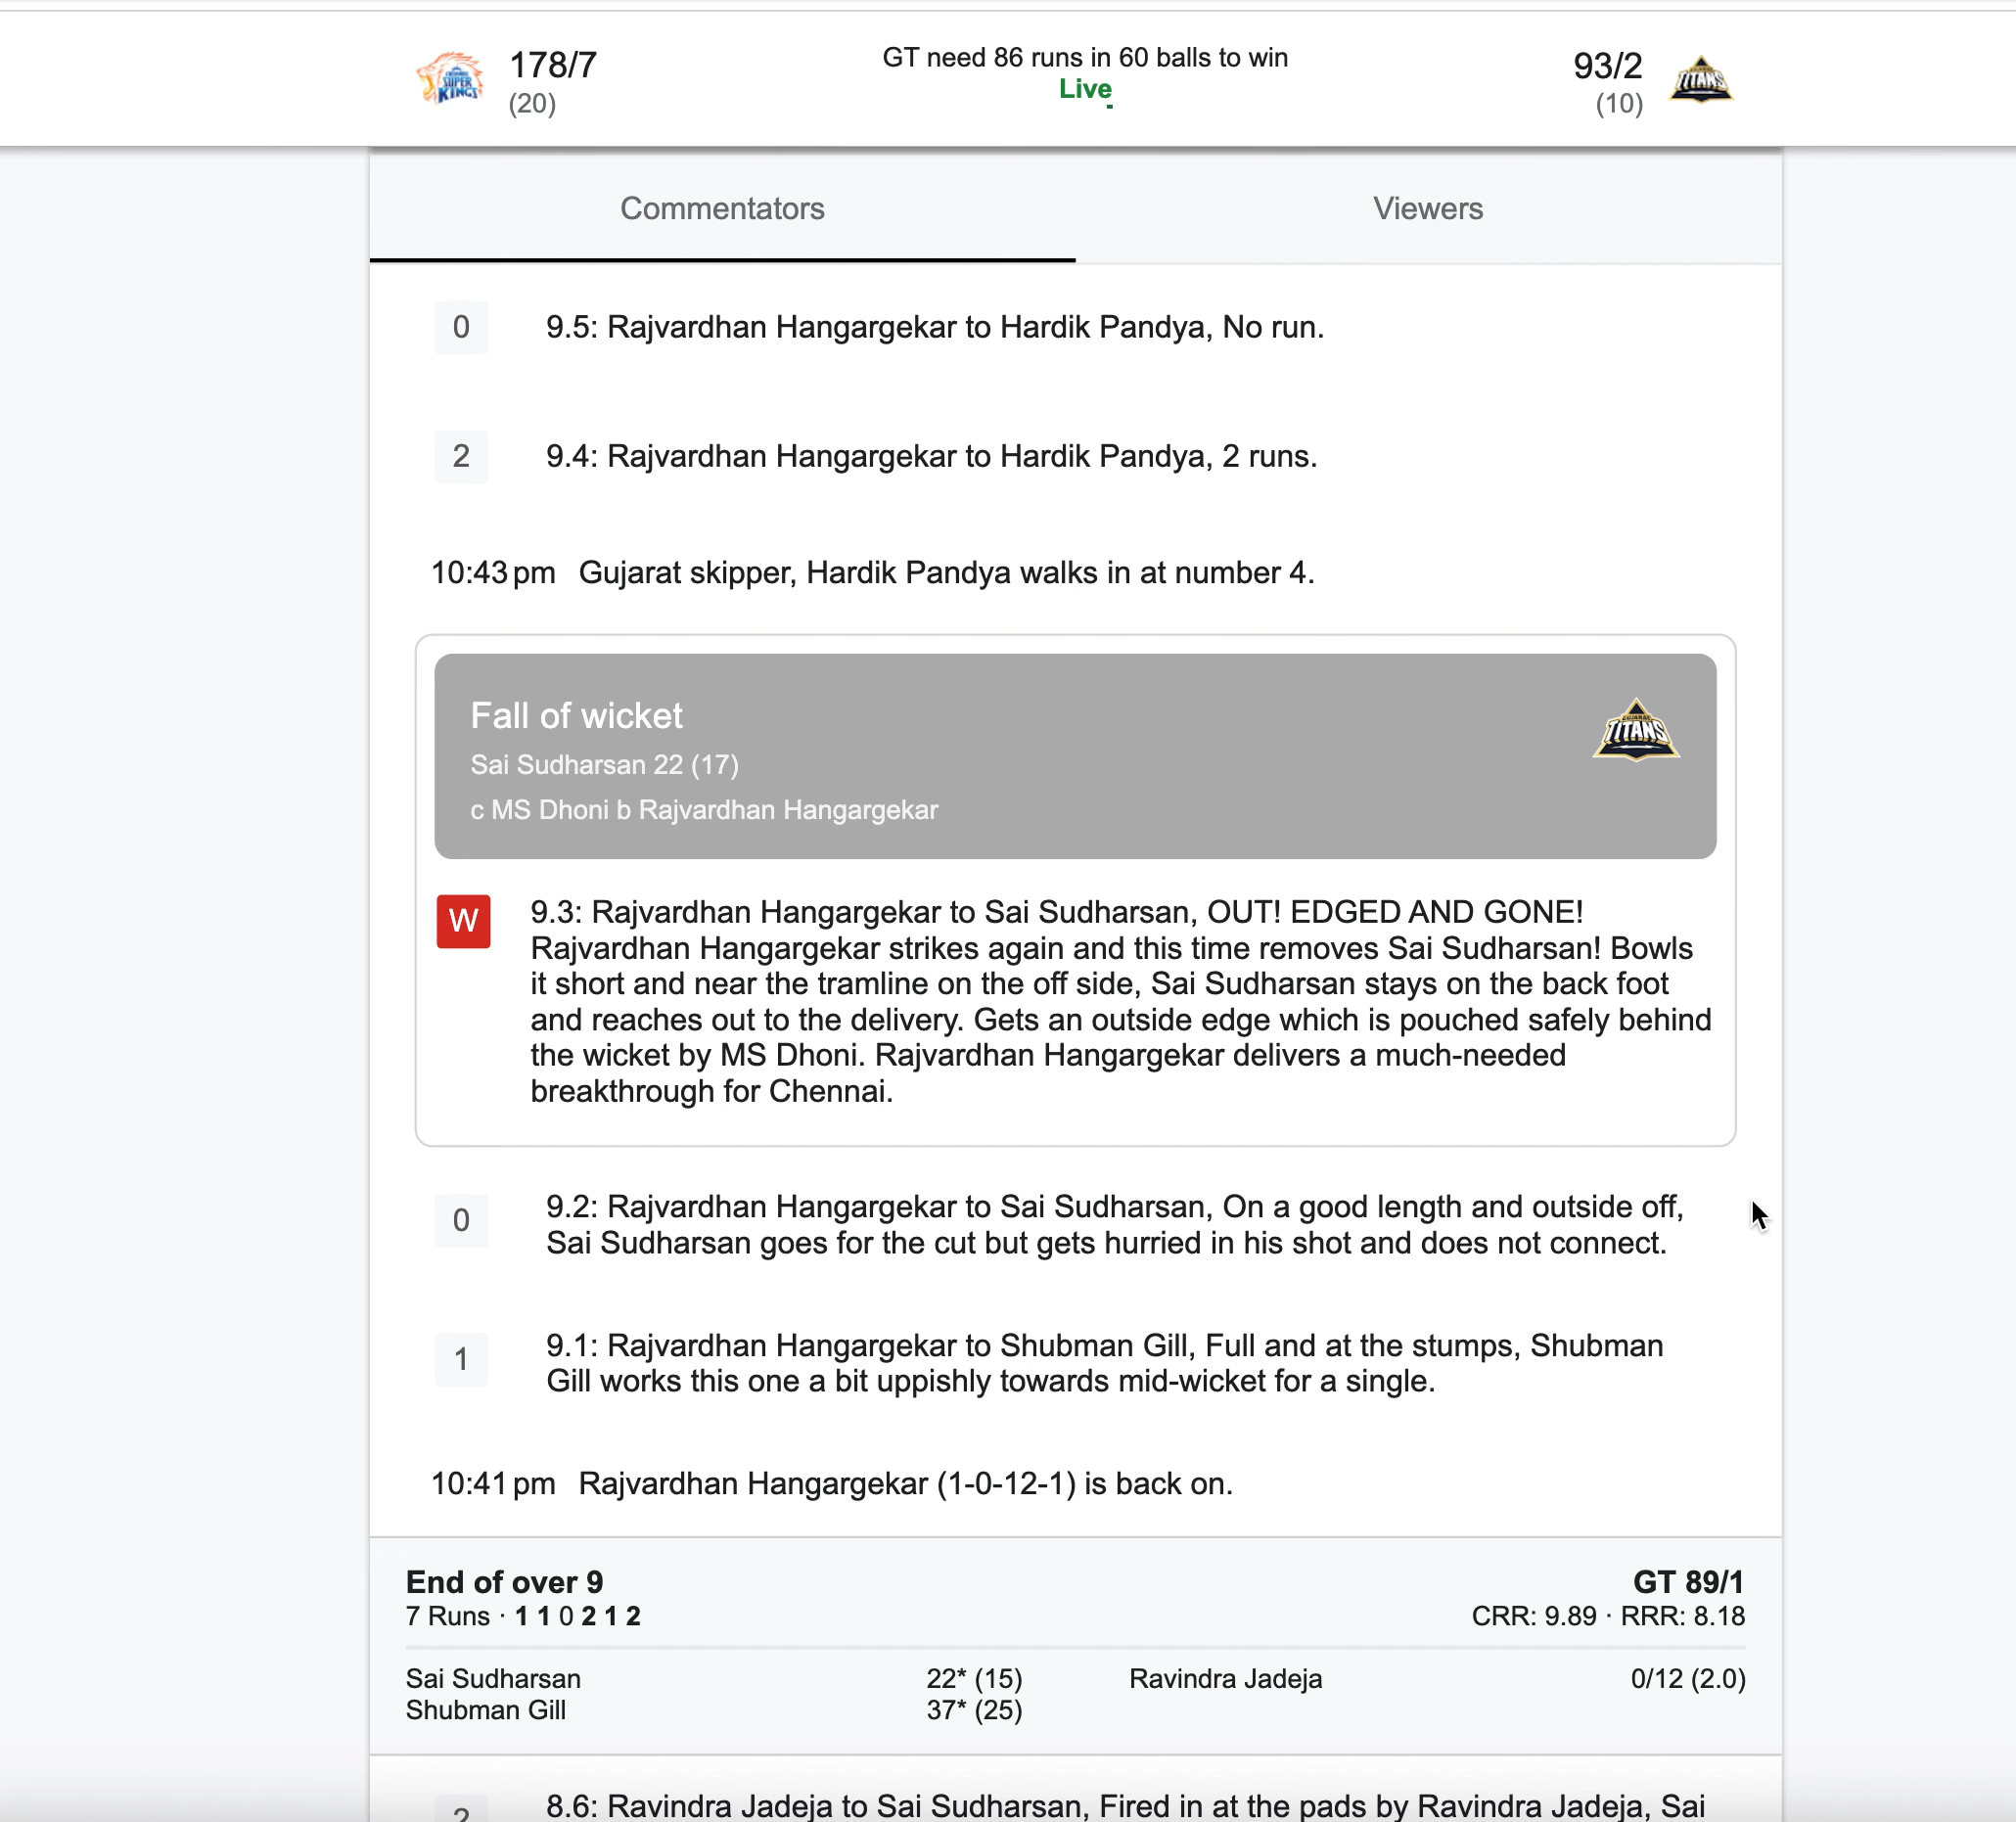 178/7
(20)
GT need 86 runs in 60 balls to win
Live
93/2
(10)
SUPER
KINGS
TITANS
Commentators
Viewers
0 9.5: Rajvardhan Hangargekar to Hardik Pandya, No run.
2 9.4: Rajvardhan Hangargekar to Hardik Pandya, 2 runs.
10:43 pm Gujarat skipper, Hardik Pandya walks in at number 4.
Fall of wicket
Sai Sudharsan 22 (17)
c MS Dhoni b Rajvardhan Hangargekar
GUJARAT
TITANS
W 9.3: Rajvardhan Hangargekar to Sai Sudharsan, OUT! EDGED AND GONE!
Rajvardhan Hangargekar strikes again and this time removes Sai Sudharsan! Bowls
it short and near the tramline on the off side, Sai Sudharsan stays on the back foot
and reaches out to the delivery. Gets an outside edge which is pouched safely behind
the wicket by MS Dhoni. Rajvardhan Hangargekar delivers a much-needed
breakthrough for Chennai.
0 9.2: Rajvardhan Hangargekar to Sai Sudharsan, On a good length and outside off,
Sai Sudharsan goes for the cut but gets hurried in his shot and does not connect.
1 9.1: Rajvardhan Hangargekar to Shubman Gill, Full and at the stumps, Shubman
Gill works this one a bit uppishly towards mid-wicket for a single.
10:41 pm Rajvardhan Hangargekar (1-0-12-1) is back on.
End of over 9
GT 89/1
7 Runs · 1 1 0 2 1 2
CRR: 9.89 · RRR: 8.18
Sai Sudharsan 22* (15) Ravindra Jadeja 0/12 (2.0)
Shubman Gill 37* (25)
2 8.6: Ravindra Jadeja to Sai Sudharsan, Fired in at the pads by Ravindra Jadeja, Sai